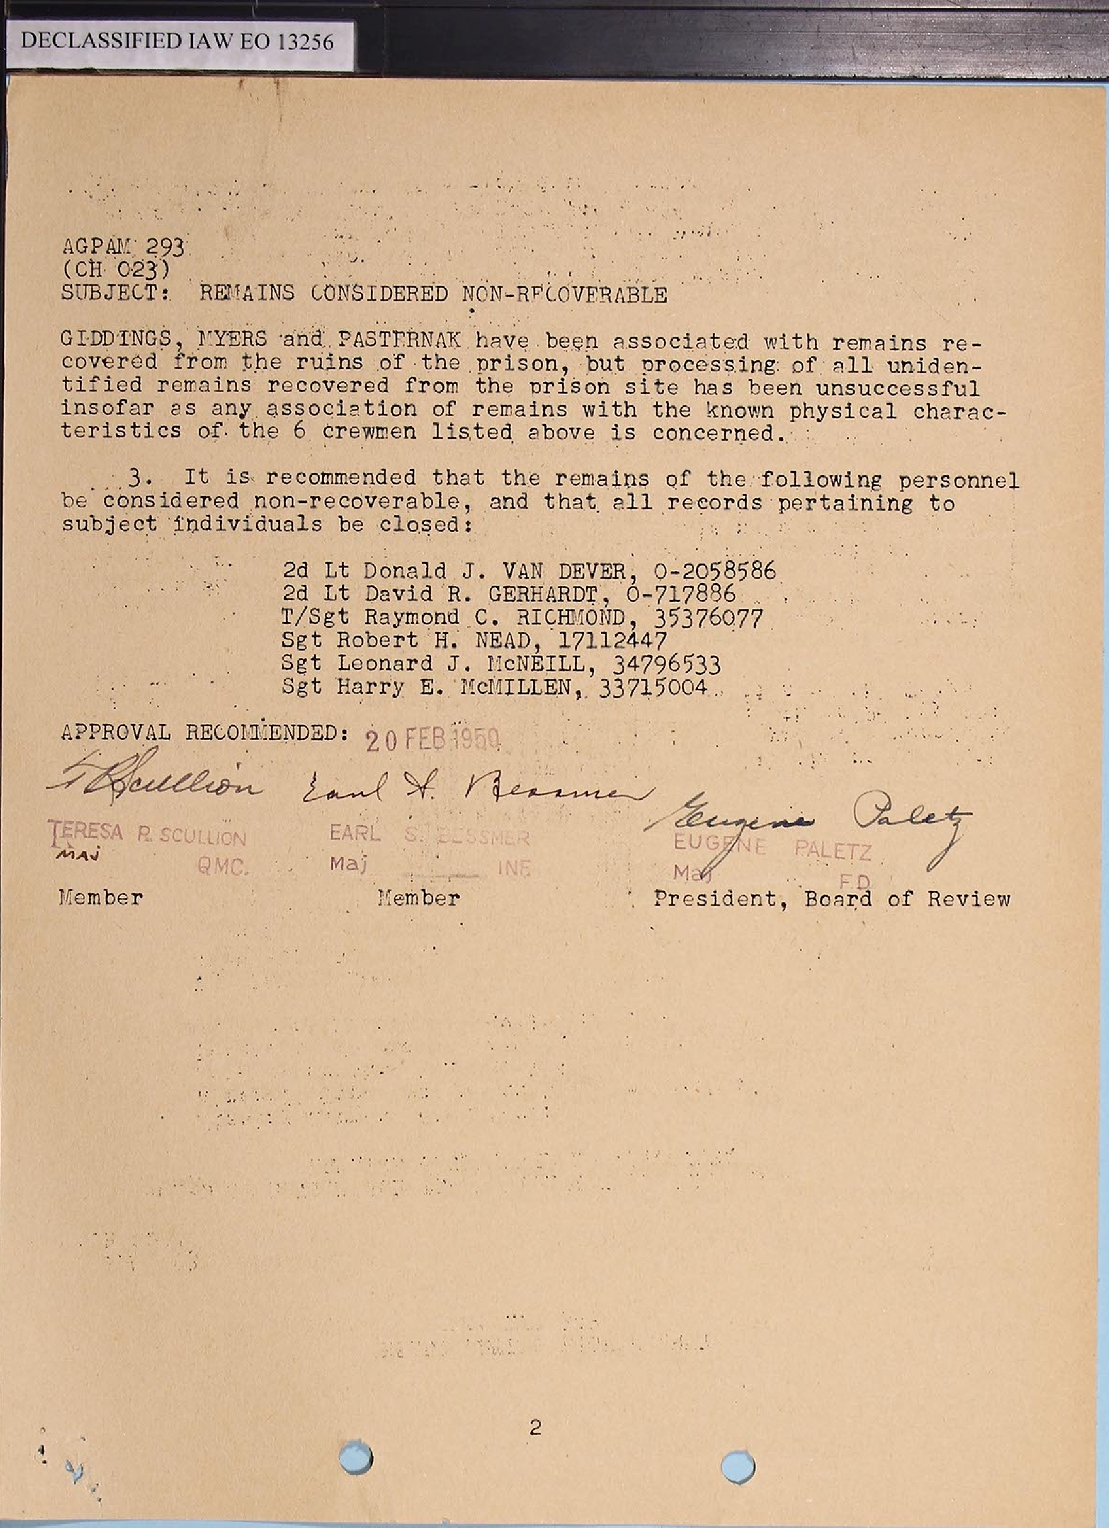 DECLASSIFIED IAW EO 13256
AGPAM 293
(CH 023)
SUBJECT: REMAINS CONSIDERED NON-RECOVERABLE
GIDDINGS, MYERS and PASTERNAK have been associated with remains re-
covered from the ruins of the prison, but processing of all uniden-
tified remains recovered from the prison site has been unsuccessful
insofar as any association of remains with the known physical charac-
teristics of the 6 crewmen listed above is concerned.
3. It is recommended that the remains of the following personnel
be considered non-recoverable, and that all records pertaining to
subject individuals be closed:
2d Lt Donald J. VAN DEVER, O-2058586
2d Lt David R. GERHARDT, O-717886
T/Sgt Raymond C. RICHMOND, 35376077
Sgt Robert H. NEAD, 17112447
Sgt Leonard J. McNEILL, 34796533
Sgt Harry E. McMILLEN, 33715004
APPROVAL RECOMMENDED: 20 FEB 1950
T R Scullion Earl S. Bessmer Eugene Paletz
TERESA R. SCULLION EARL S. BESSMER EUGENE PALETZ
MAJ QMC. Maj INF Maj FD
Member Member President, Board of Review
2